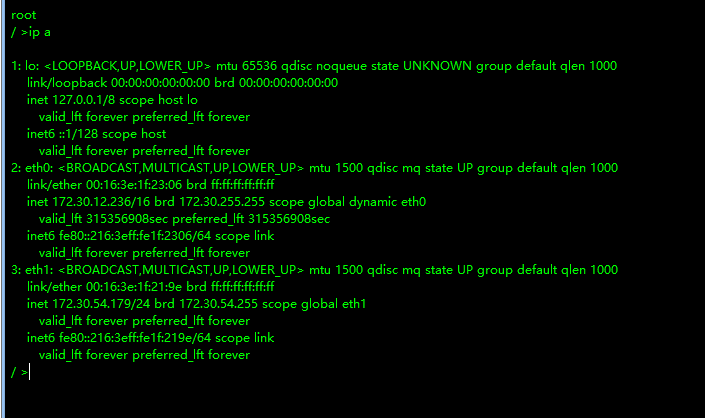 root
/ >ip a
1: lo: <LOOPBACK,UP,LOWER_UP> mtu 65536 qdisc noqueue state UNKNOWN group default qlen 1000
link/loopback 00:00:00:00:00:00 brd 00:00:00:00:00:00
inet 127.0.0.1/8 scope host lo
valid_lft forever preferred_lft forever
inet6 ::1/128 scope host
valid_lft forever preferred_lft forever
2: eth0: <BROADCAST,MULTICAST,UP,LOWER_UP> mtu 1500 qdisc mq state UP group default qlen 1000
link/ether 00:16:3e:1f:23:06 brd ff:ff:ff:ff:ff:ff
inet 172.30.12.236/16 brd 172.30.255.255 scope global dynamic eth0
valid_lft 315356908sec preferred_lft 315356908sec
inet6 fe80::216:3eff:fe1f:2306/64 scope link
valid_lft forever preferred_lft forever
3: eth1: <BROADCAST,MULTICAST,UP,LOWER_UP> mtu 1500 qdisc mq state UP group default qlen 1000
link/ether 00:16:3e:1f:21:9e brd ff:ff:ff:ff:ff:ff
inet 172.30.54.179/24 brd 172.30.54.255 scope global eth1
valid_lft forever preferred_lft forever
inet6 fe80::216:3eff:fe1f:219e/64 scope link
valid_lft forever preferred_lft forever
/ >